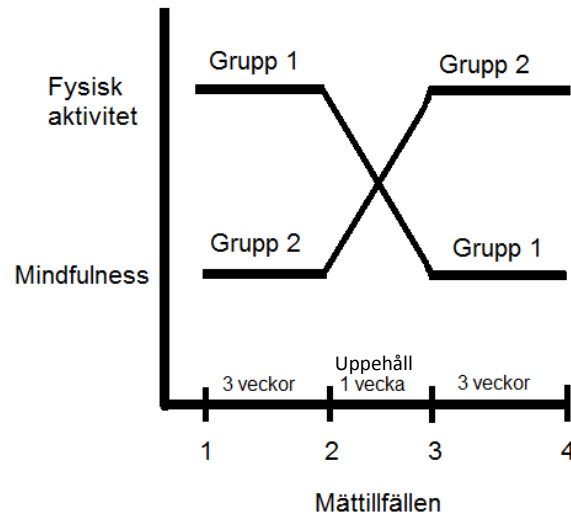 Grupp 1
Grupp 2
Fysisk
aktivitet
Grupp 2
Grupp 1
Mindfulness
Uppehåll
3 veckor
1 vecka
3 veckor
1
2
3
4
Mättillfällen